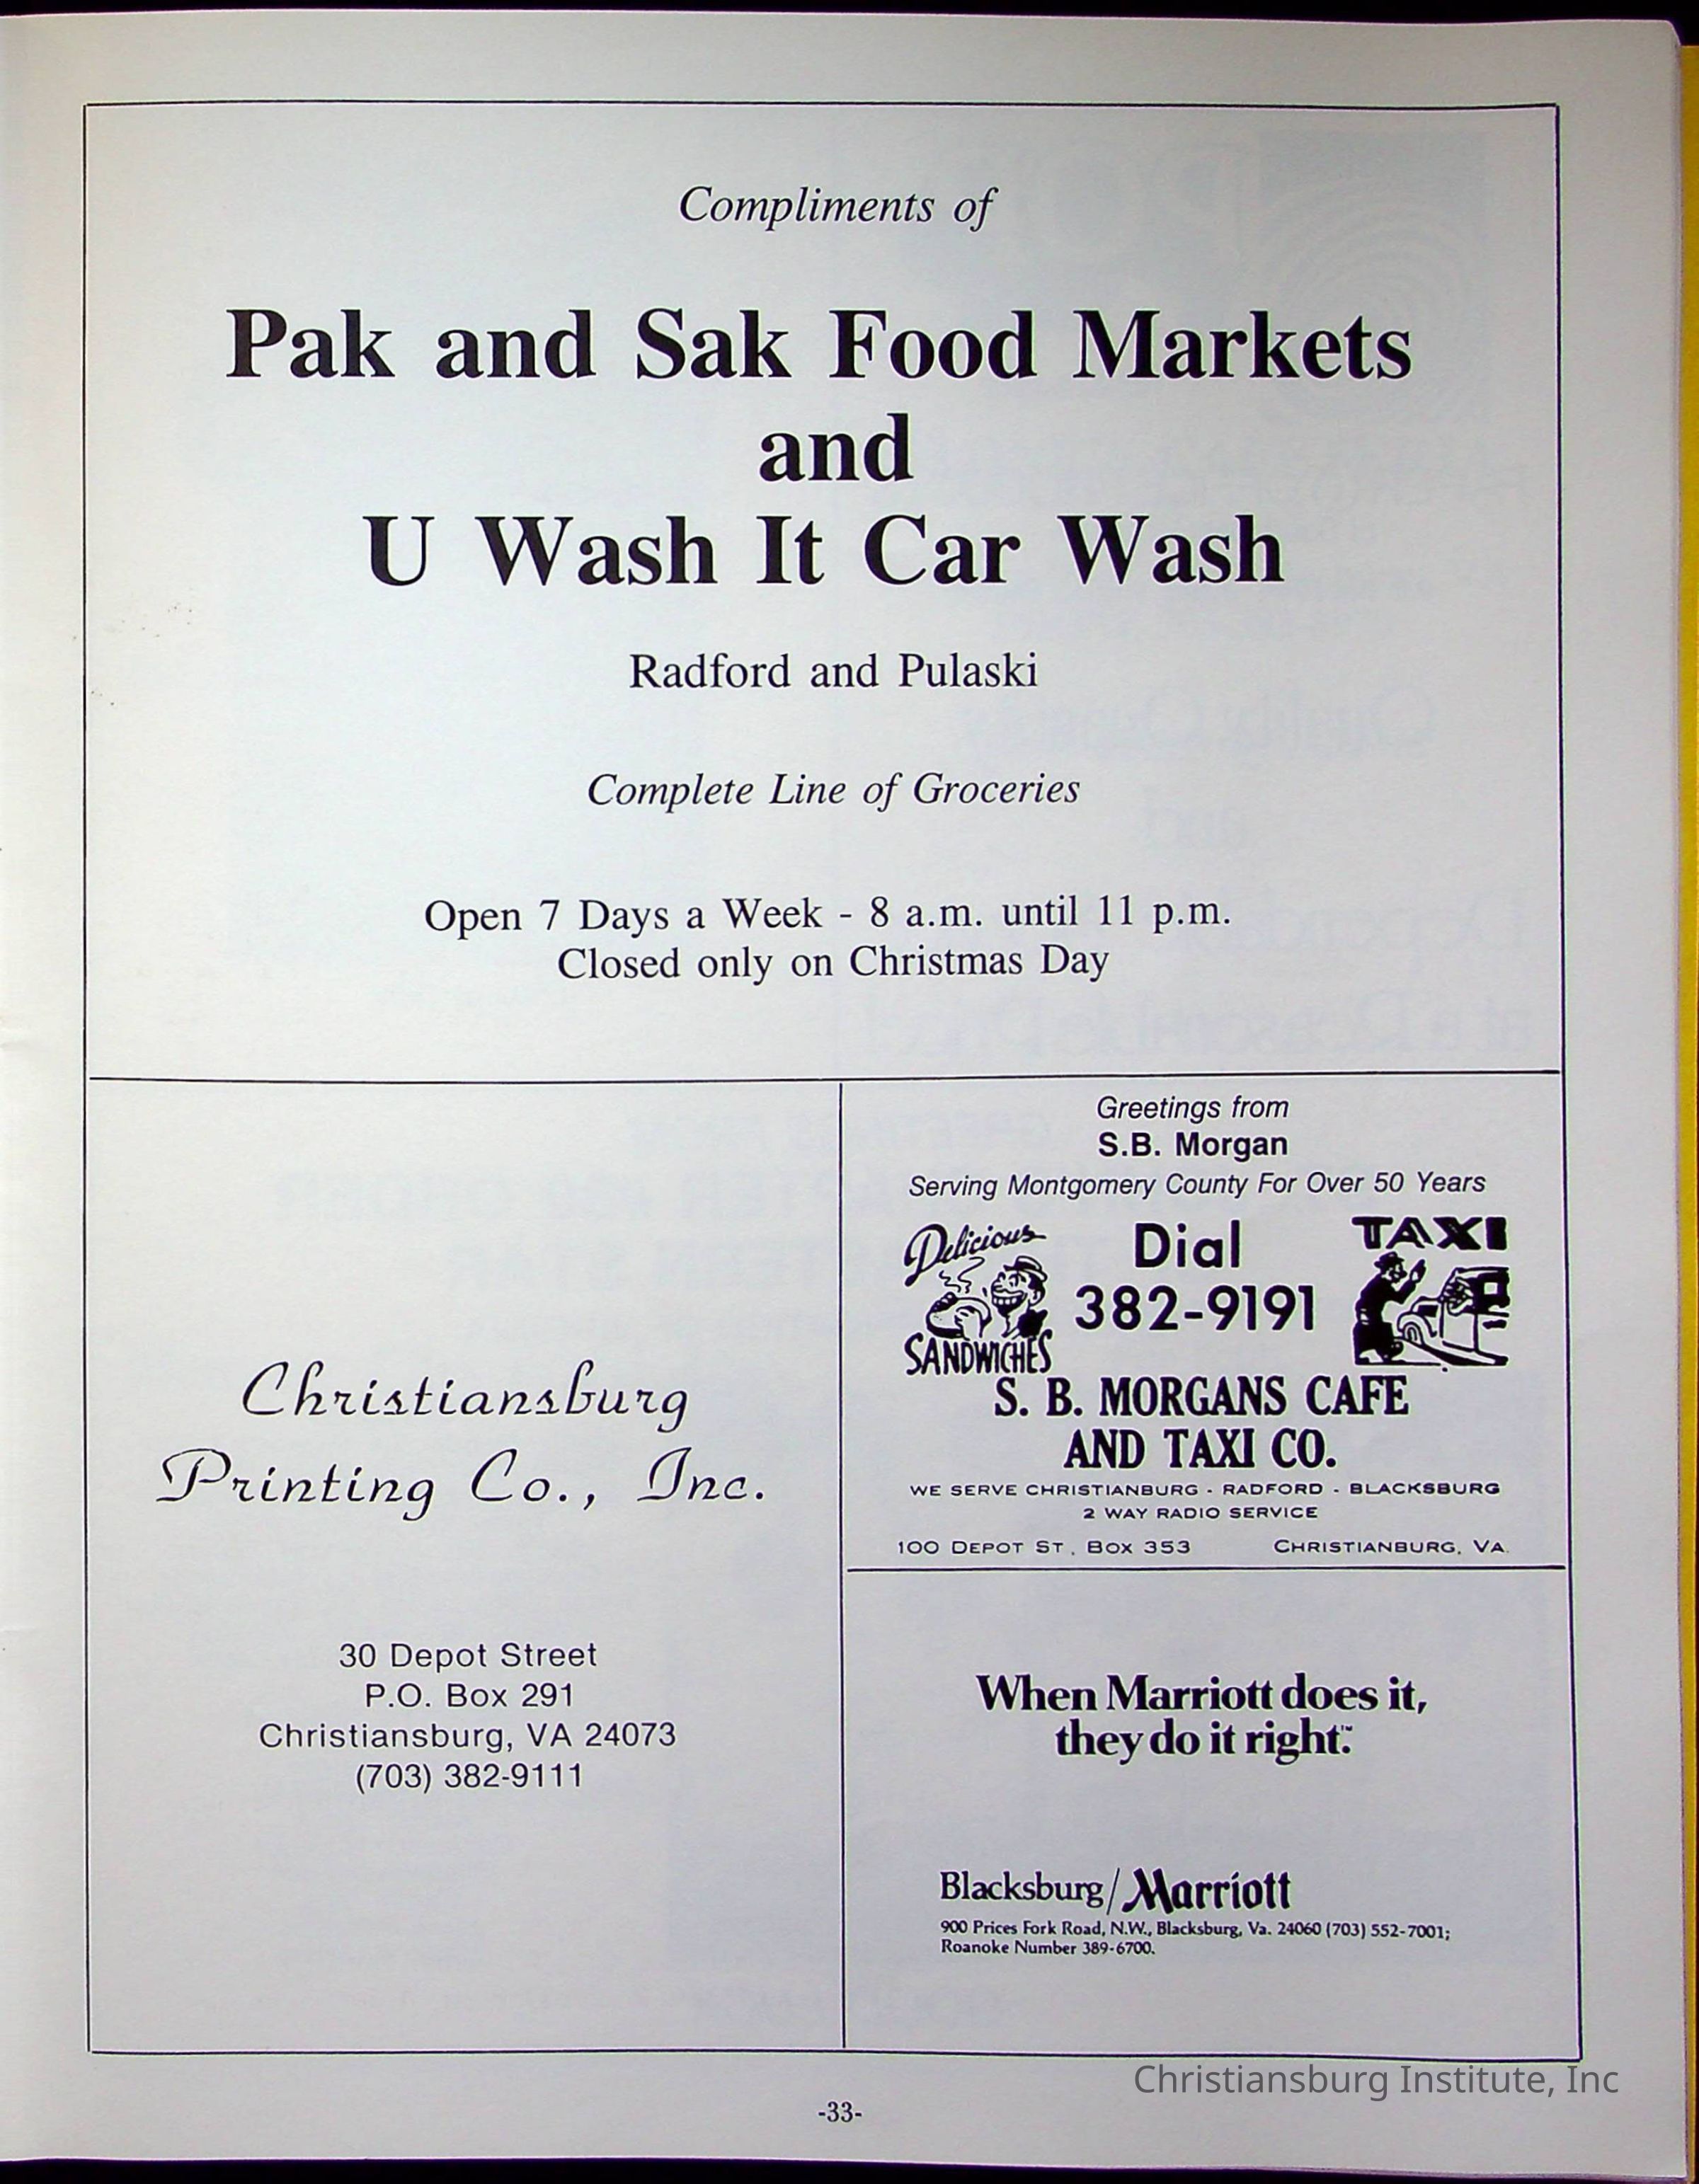 Compliments of
Pak and Sak Food Markets
and
U Wash It Car Wash
Radford and Pulaski
Complete Line of Groceries
Open 7 Days a Week - 8 a.m. until 11 p.m.
Closed only on Christmas Day
Christiansburg
Printing Co., Inc.
30 Depot Street
P.O. Box 291
Christiansburg, VA 24073
(703) 382-9111
Greetings from
S.B. Morgan
Serving Montgomery County For Over 50 Years
Delicious
SANDWICHES
Dial
382-9191
TAXI
S. B. MORGANS CAFE
AND TAXI CO.
WE SERVE CHRISTIANBURG - RADFORD - BLACKSBURG
2 WAY RADIO SERVICE
100 DEPOT ST., BOX 353 CHRISTIANBURG, VA.
When Marriott does it,
they do it right.™
Blacksburg/Marriott
900 Prices Fork Road, N.W., Blacksburg, Va. 24060 (703) 552-7001;
Roanoke Number 389-6700.
Christiansburg Institute, Inc
-33-